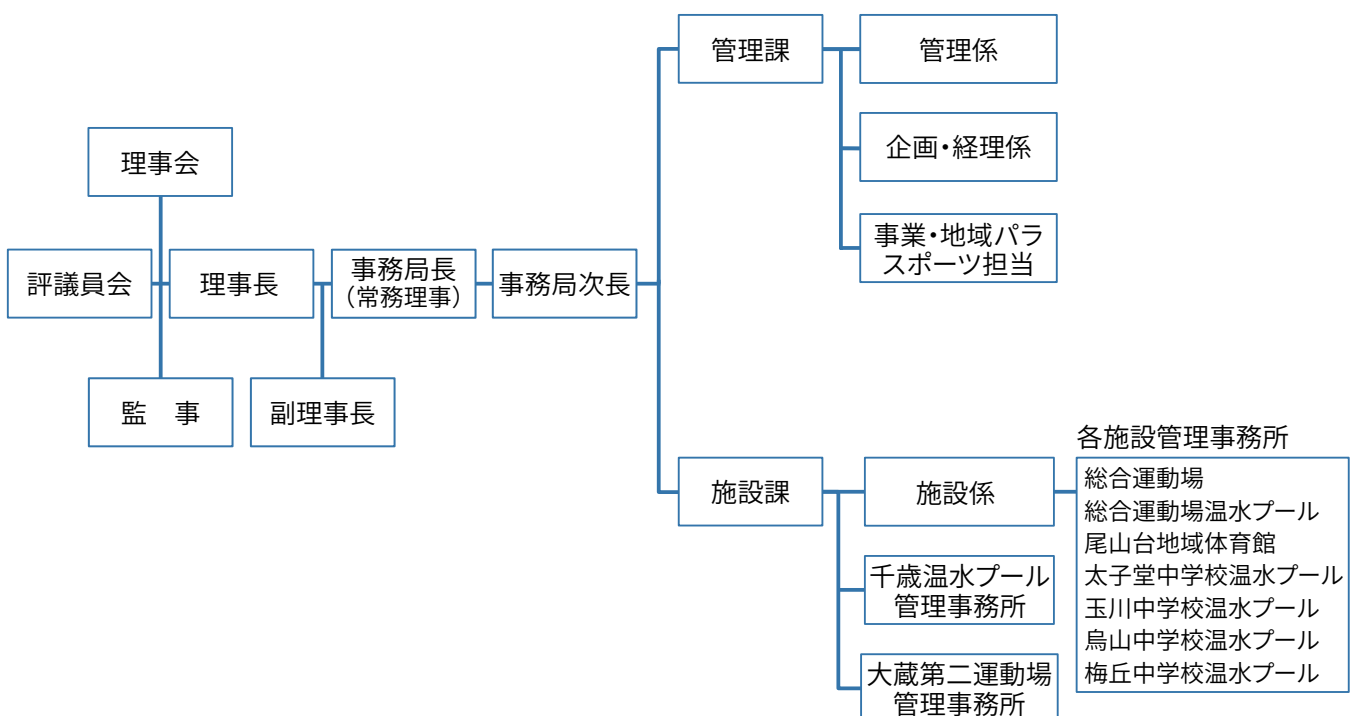 理事会
評議員会
理事長
監　事
副理事長
事務局長
（常務理事）
事務局次長
管理課
管理係
企画・経理係
事業・地域パラ
スポーツ担当
施設課
施設係
千歳温水プール
管理事務所
大蔵第二運動場
管理事務所
各施設管理事務所
総合運動場
総合運動場温水プール
尾山台地域体育館
太子堂中学校温水プール
玉川中学校温水プール
烏山中学校温水プール
梅丘中学校温水プール